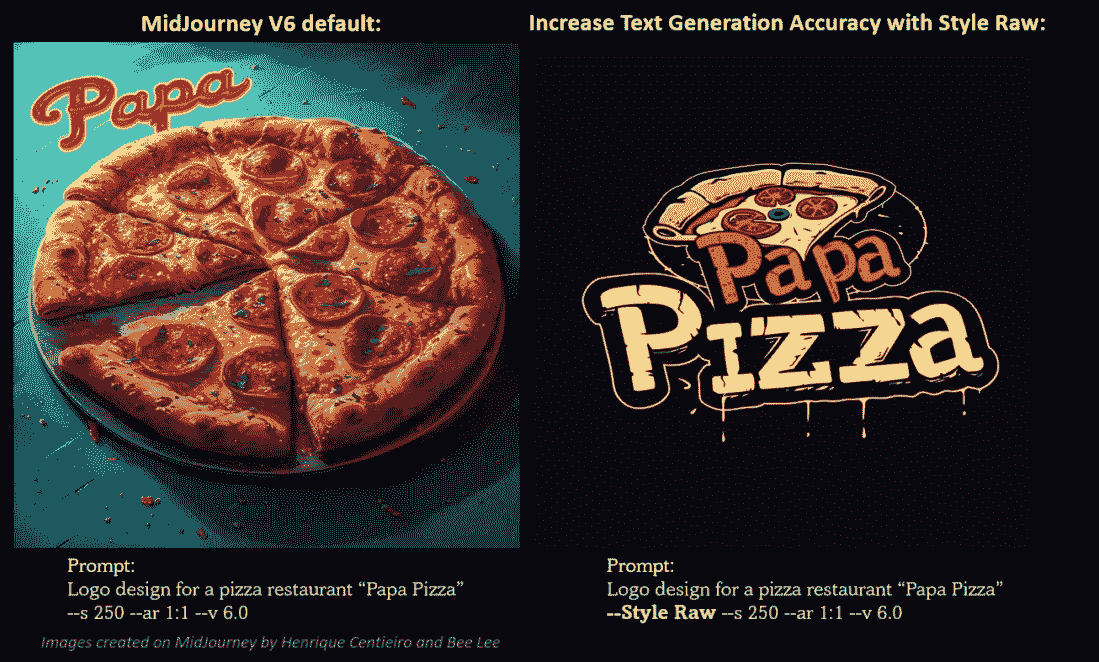 MidJourney V6 default:
Papa
Prompt:
Logo design for a pizza restaurant “Papa Pizza”
--s 250 --ar 1:1 --v 6.0
Images created on MidJourney by Henrique Centieiro and Bee Lee
Increase Text Generation Accuracy with Style Raw:
Papa
Pizza
Prompt:
Logo design for a pizza restaurant “Papa Pizza”
--Style Raw --s 250 --ar 1:1 --v 6.0